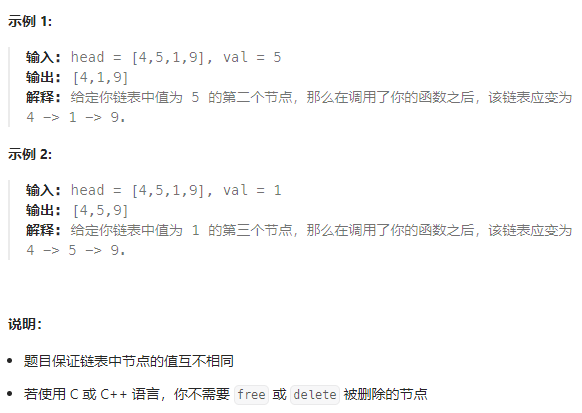 示例 1:
输入: head = [4,5,1,9], val = 5
输出: [4,1,9]
解释: 给定你链表中值为 5 的第二个节点，那么在调用了你的函数之后，该链表应变为
4 -> 1 -> 9.
示例 2:
输入: head = [4,5,1,9], val = 1
输出: [4,5,9]
解释: 给定你链表中值为 1 的第三个节点，那么在调用了你的函数之后，该链表应变为
4 -> 5 -> 9.
说明：
• 题目保证链表中节点的值互不相同
• 若使用 C 或 C++ 语言，你不需要 free 或 delete 被删除的节点